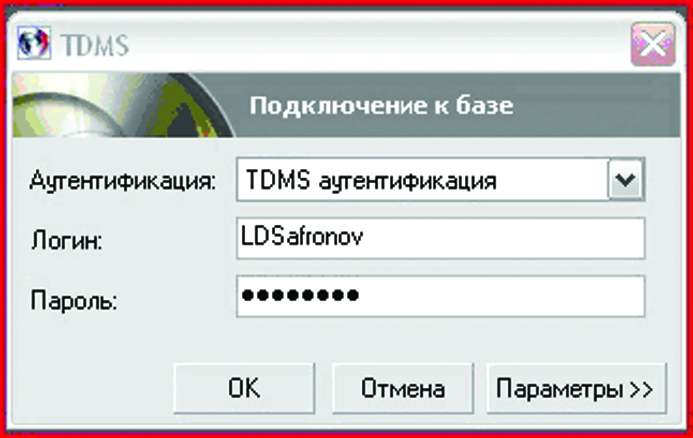 TDMS
Подключение к базе
Аутентификация: TDMS аутентификация
Логин: LDSafronov
Пароль: ●●●●●●●●
OK Отмена Параметры >>